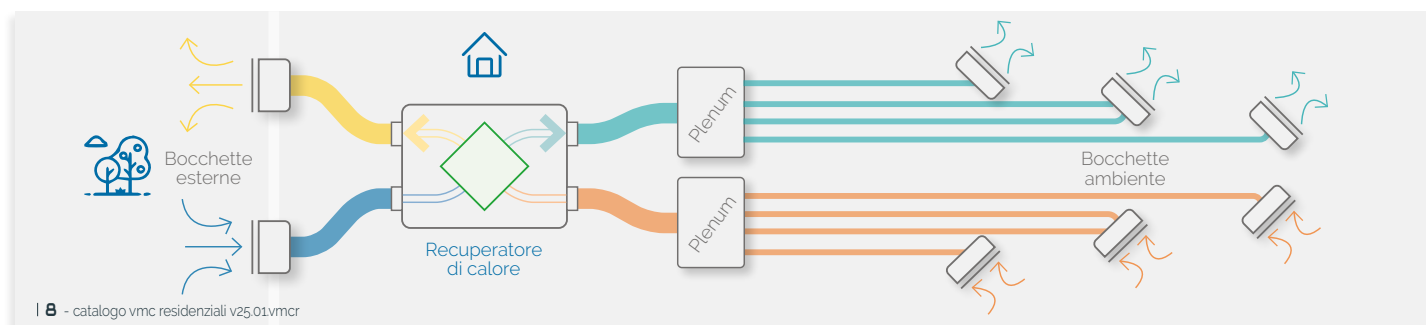 Plenum
Bocchette
esterne
Bocchette
ambiente
Plenum
Recuperatore
di calore
| 8 - catalogo vmc residenziali v25.01.vmcr